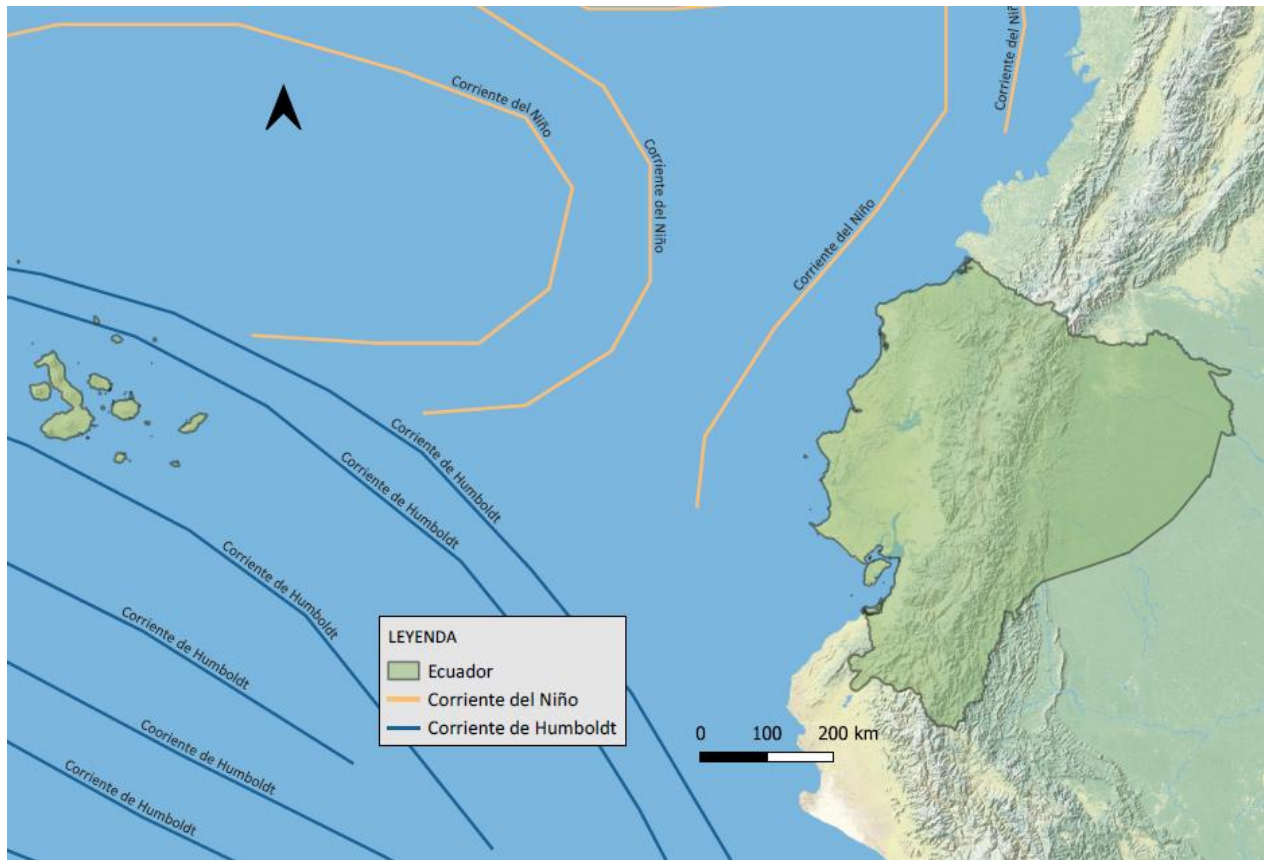 Corriente del Niño
Corriente del Niño
Corriente del Niño
Corriente del Niñ
Corriente de Humboldt
Corriente de Humboldt
Corriente de Humboldt
Corriente de Humboldt
Cooriente de Humboldt
Corriente de Humboldt
LEYENDA
Ecuador
Corriente del Niño
Corriente de Humboldt
0 100 200 km